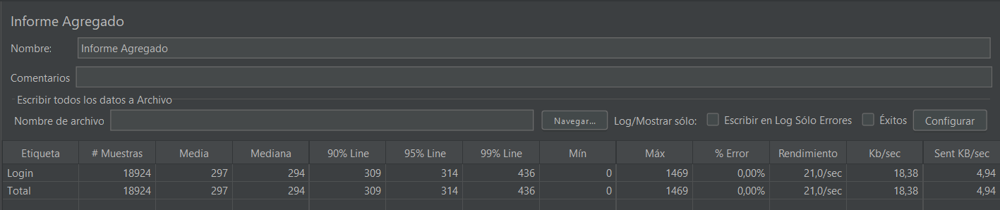 Informe Agregado
Nombre: Informe Agregado
Comentarios
Escribir todos los datos a Archivo
Nombre de archivo Navegar... Log/Mostrar sólo: Escribir en Log Sólo Errores Éxitos Configurar
Etiqueta # Muestras Media Mediana 90% Line 95% Line 99% Line Mín Máx % Error Rendimiento Kb/sec Sent KB/sec
Login 18924 297 294 309 314 436 0 1469 0,00% 21,0/sec 18,38 4,94
Total 18924 297 294 309 314 436 0 1469 0,00% 21,0/sec 18,38 4,94